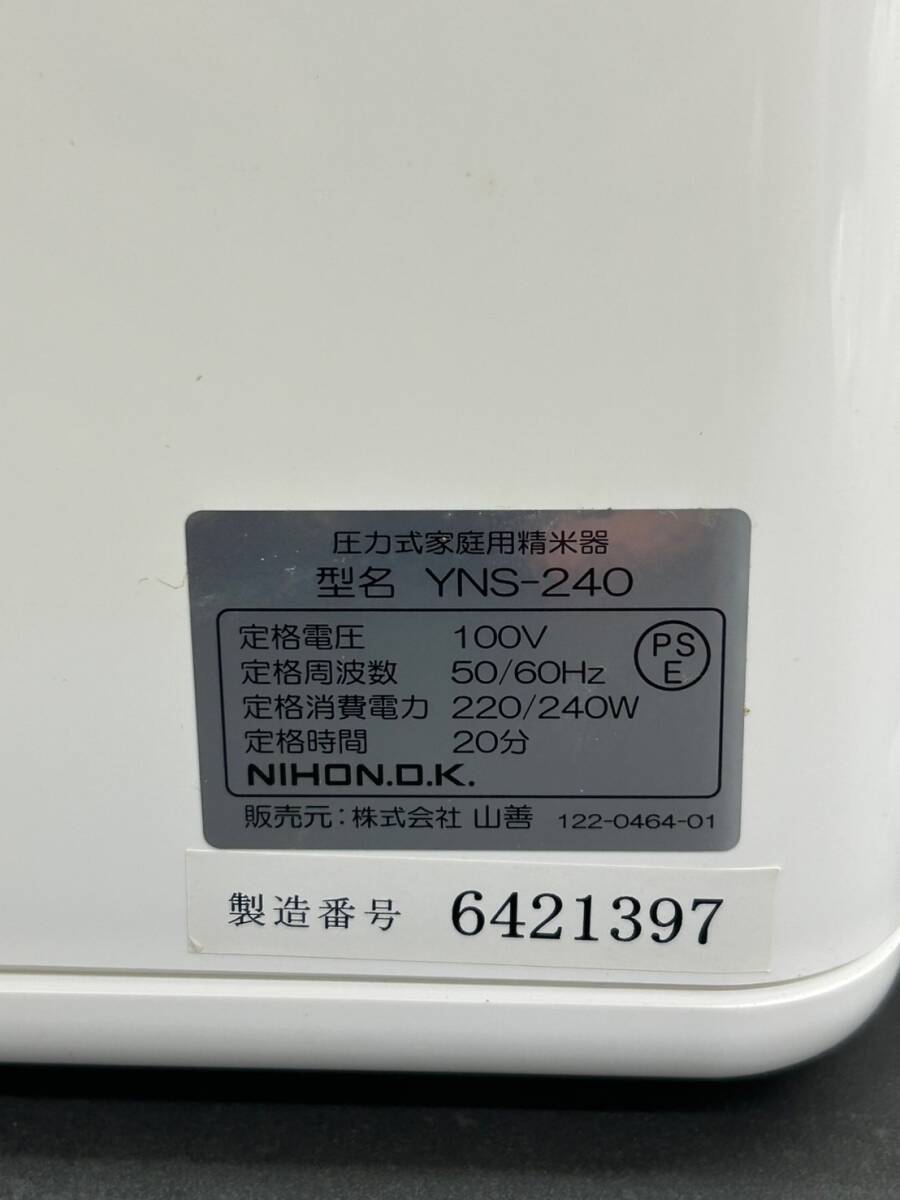 圧力式家庭用精米器
型名 YNS-240
定格電圧 100V
定格周波数 50/60Hz
定格消費電力 220/240W
定格時間 20分
PS
E
NIHON.D.K.
販売元:株式会社 山善 122-0464-01
製造番号 6421397